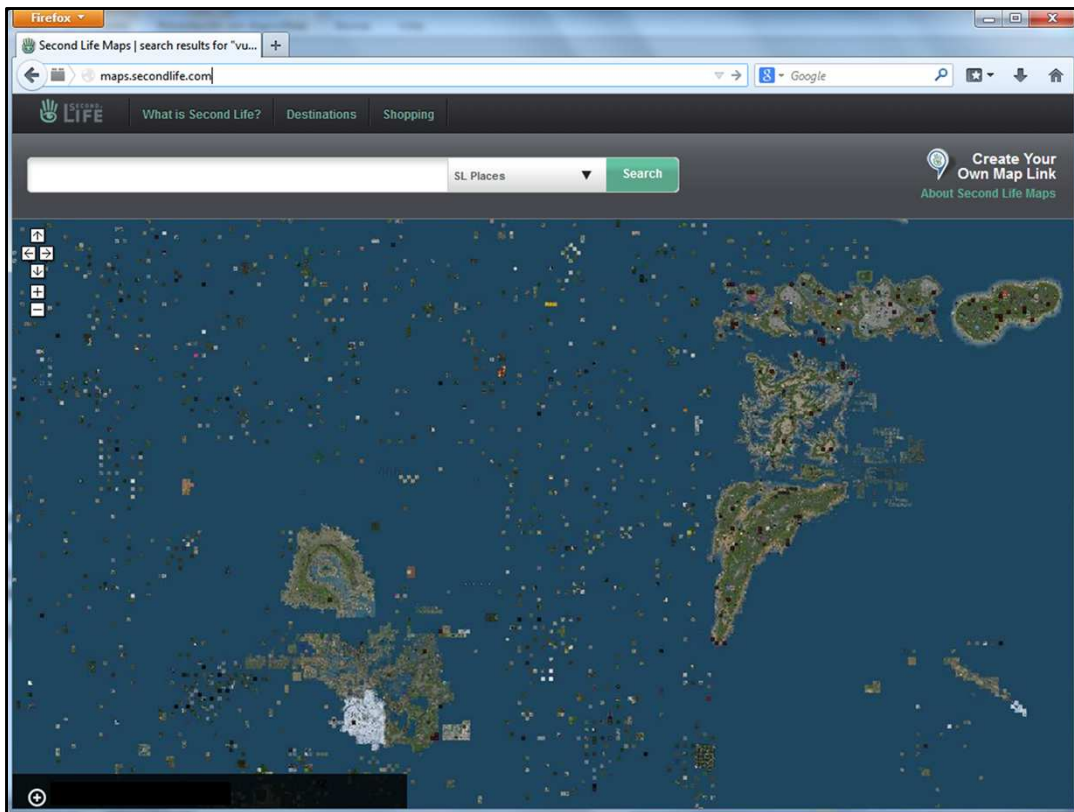 Firefox
Second Life Maps | search results for "vu...
maps.secondlife.com
Google
SECOND LIFE
What is Second Life?
Destinations
Shopping
SL Places
Search
Create Your
Own Map Link
About Second Life Maps